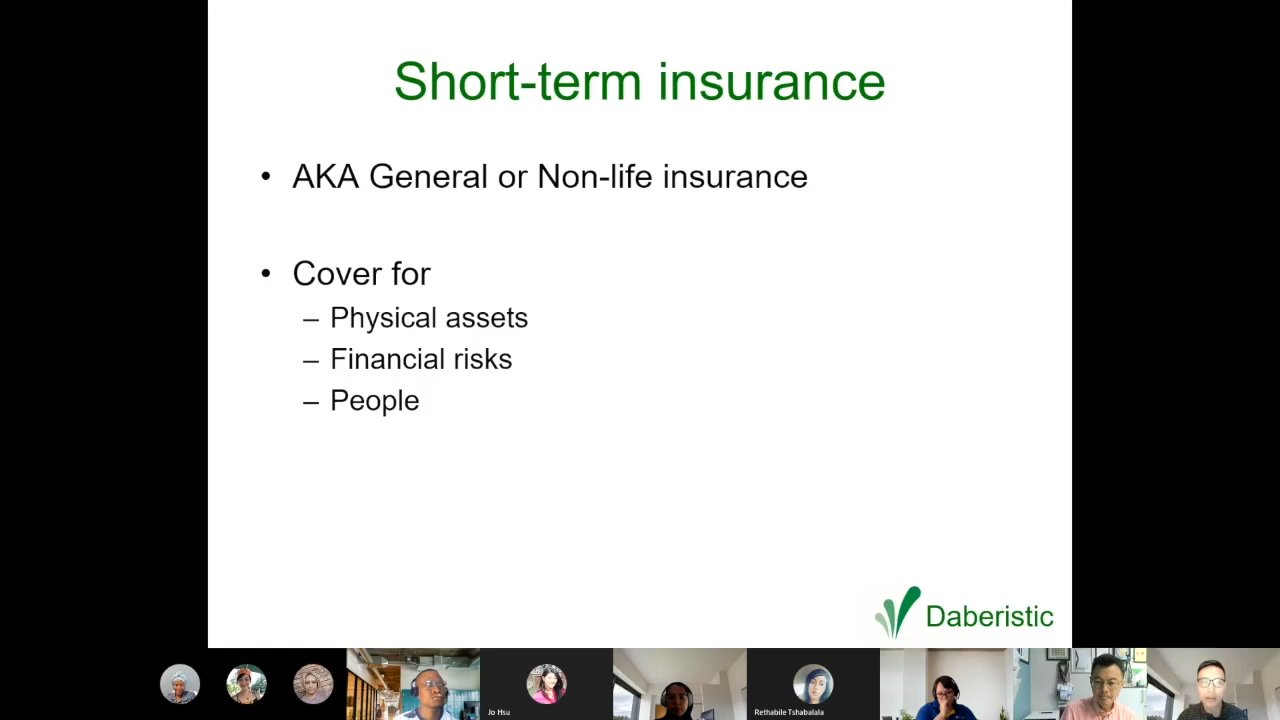 Short-term insurance
• AKA General or Non-life insurance
• Cover for
– Physical assets
– Financial risks
– People
Daberistic
Jo Hsu
Rethabile Tshabalala